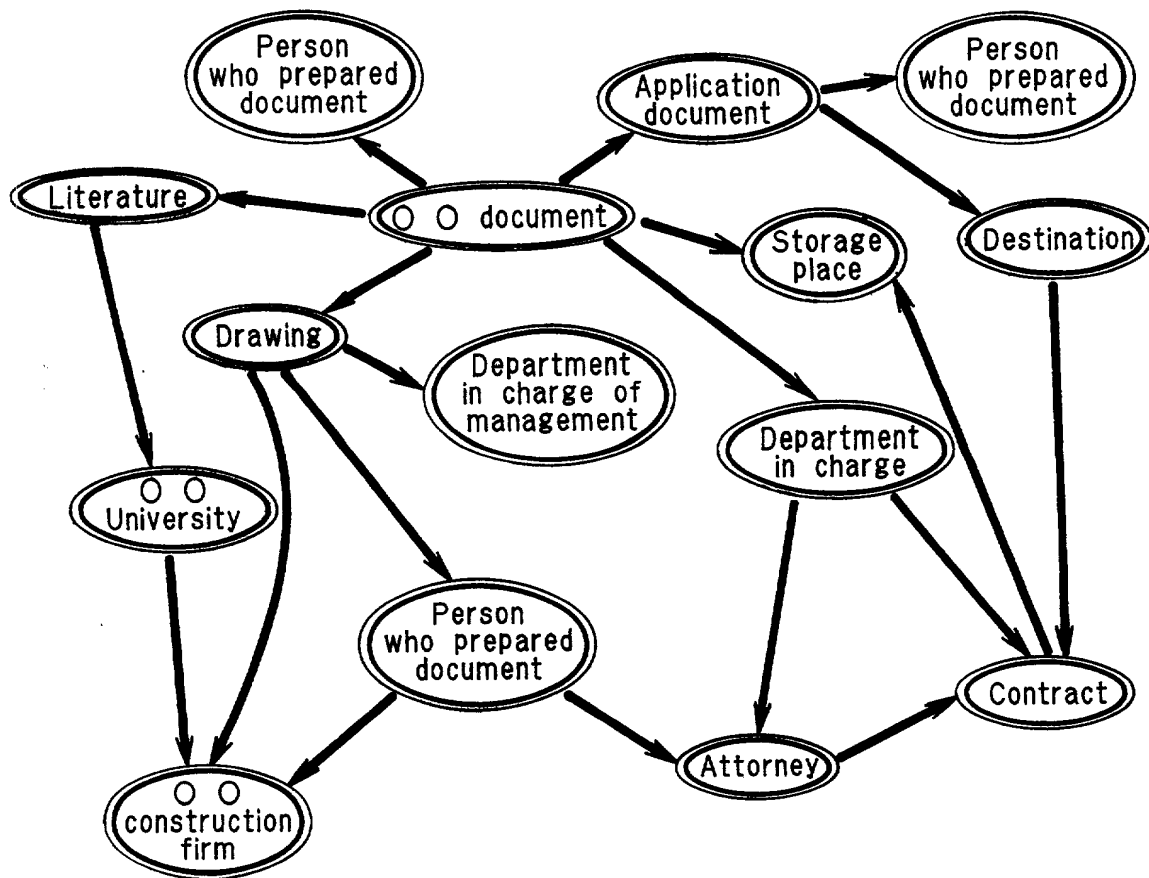 Person
who prepared
document
Application
document
Person
who prepared
document
Literature
○ ○ document
Storage
place
Destination
Drawing
Department
in charge of
management
Department
in charge
○ ○
University
Person
who prepared
document
Contract
Attorney
○ ○
construction
firm